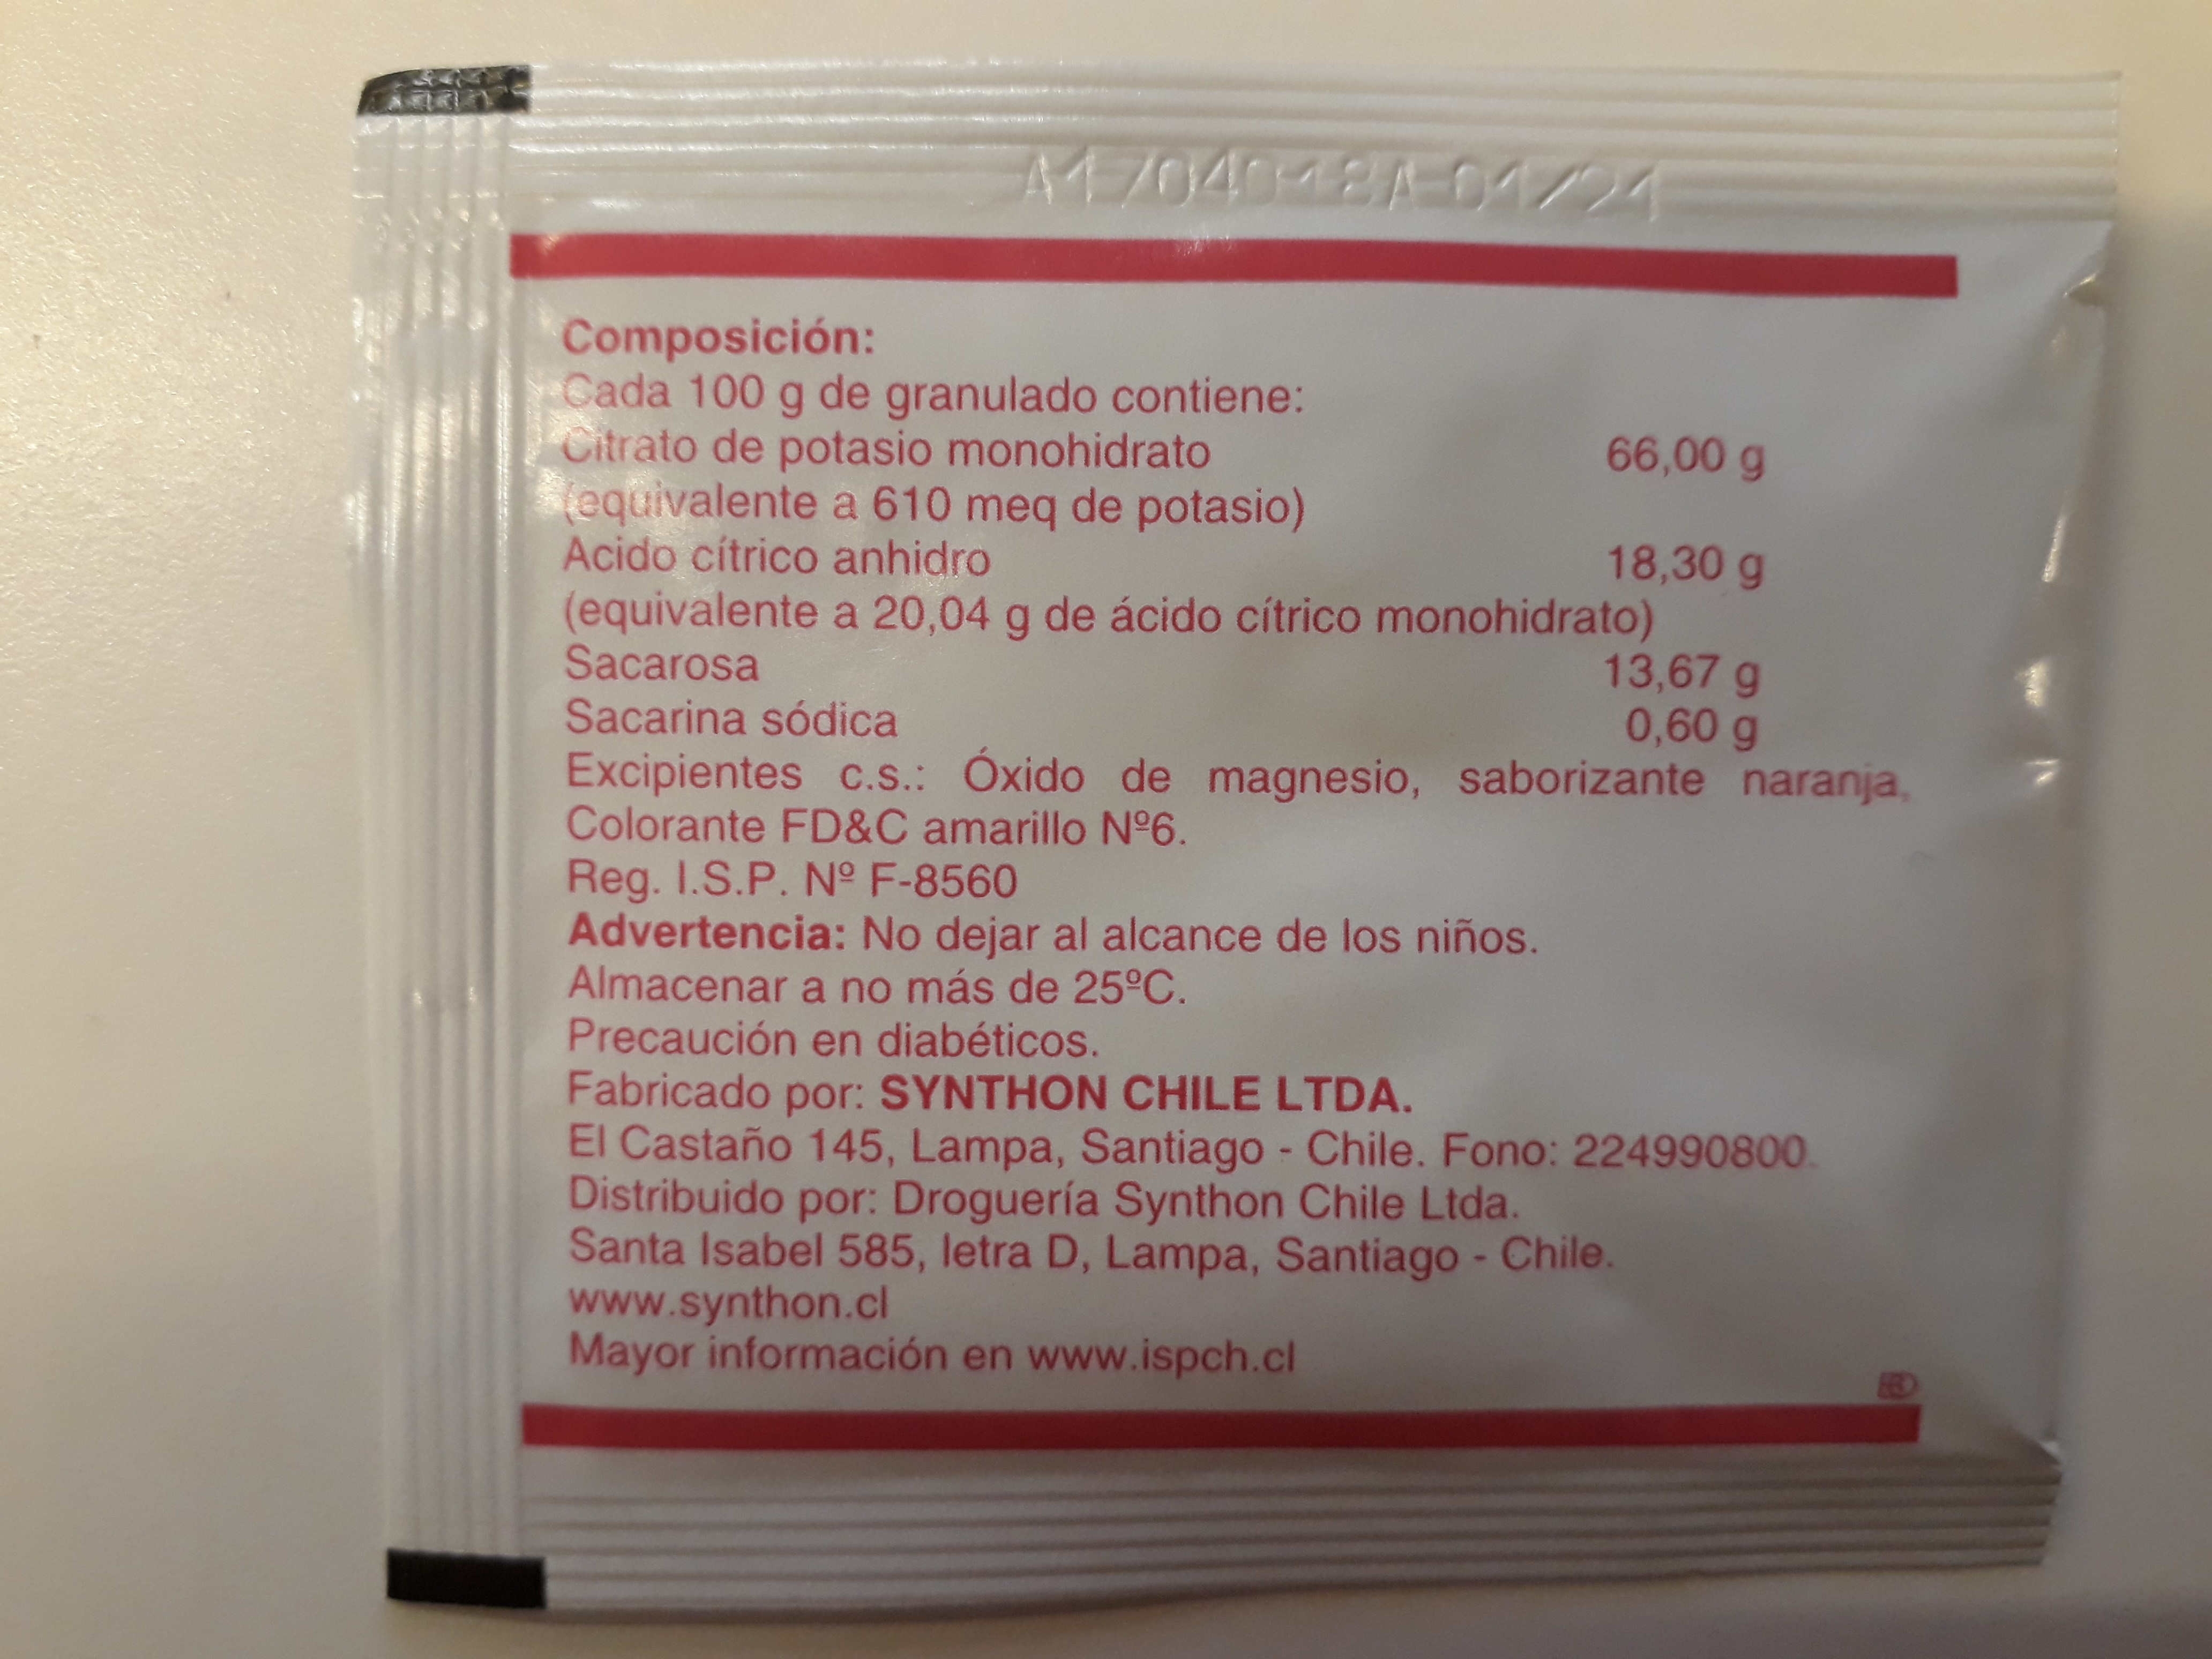 A1704018A 01/21
Composición:
Cada 100 g de granulado contiene:
Citrato de potasio monohidrato 66,00 g
(equivalente a 610 meq de potasio)
Acido cítrico anhidro 18,30 g
(equivalente a 20,04 g de ácido cítrico monohidrato)
Sacarosa 13,67 g
Sacarina sódica 0,60 g
Excipientes c.s.: Óxido de magnesio, saborizante naranja,
Colorante FD&C amarillo Nº6.
Reg. I.S.P. Nº F-8560
Advertencia: No dejar al alcance de los niños.
Almacenar a no más de 25ºC.
Precaución en diabéticos.
Fabricado por: SYNTHON CHILE LTDA.
El Castaño 145, Lampa, Santiago - Chile. Fono: 224990800.
Distribuido por: Droguería Synthon Chile Ltda.
Santa Isabel 585, letra D, Lampa, Santiago - Chile.
www.synthon.cl
Mayor información en www.ispch.cl